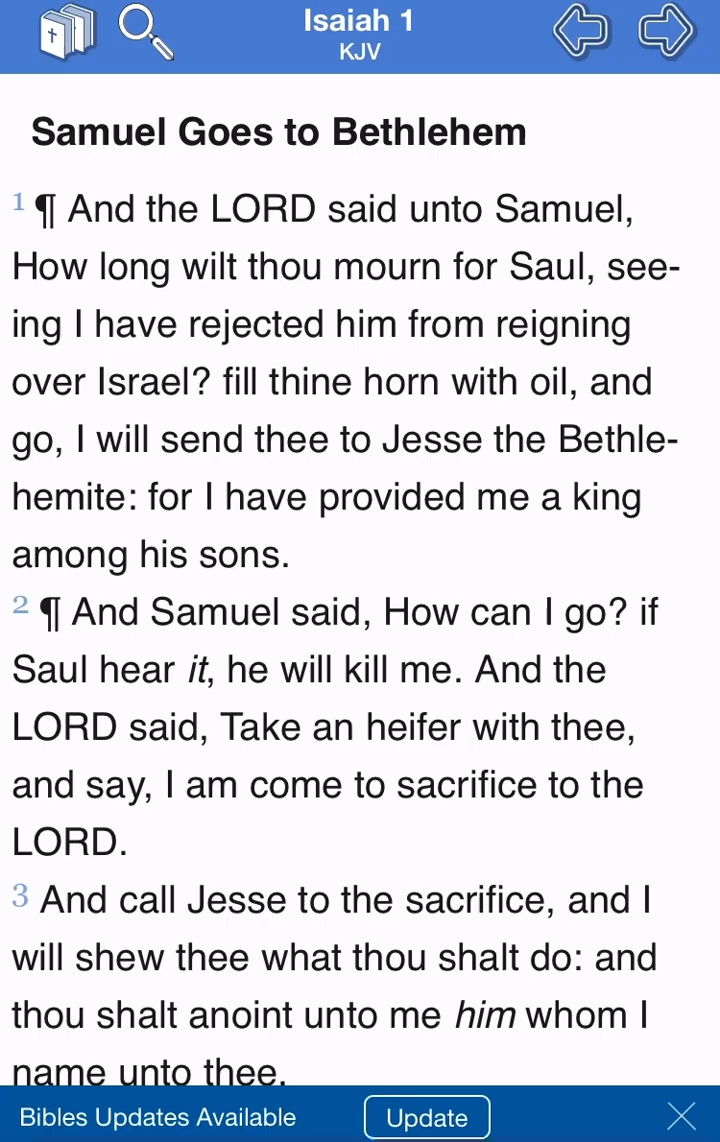 Isaiah 1
KJV
Samuel Goes to Bethlehem
1 ¶ And the LORD said unto Samuel,
How long wilt thou mourn for Saul, see-
ing I have rejected him from reigning
over Israel? fill thine horn with oil, and
go, I will send thee to Jesse the Bethle-
hemite: for I have provided me a king
among his sons.
2 ¶ And Samuel said, How can I go? if
Saul hear it, he will kill me. And the
LORD said, Take an heifer with thee,
and say, I am come to sacrifice to the
LORD.
3 And call Jesse to the sacrifice, and I
will shew thee what thou shalt do: and
thou shalt anoint unto me him whom I
name unto thee.
Bibles Updates Available
Update